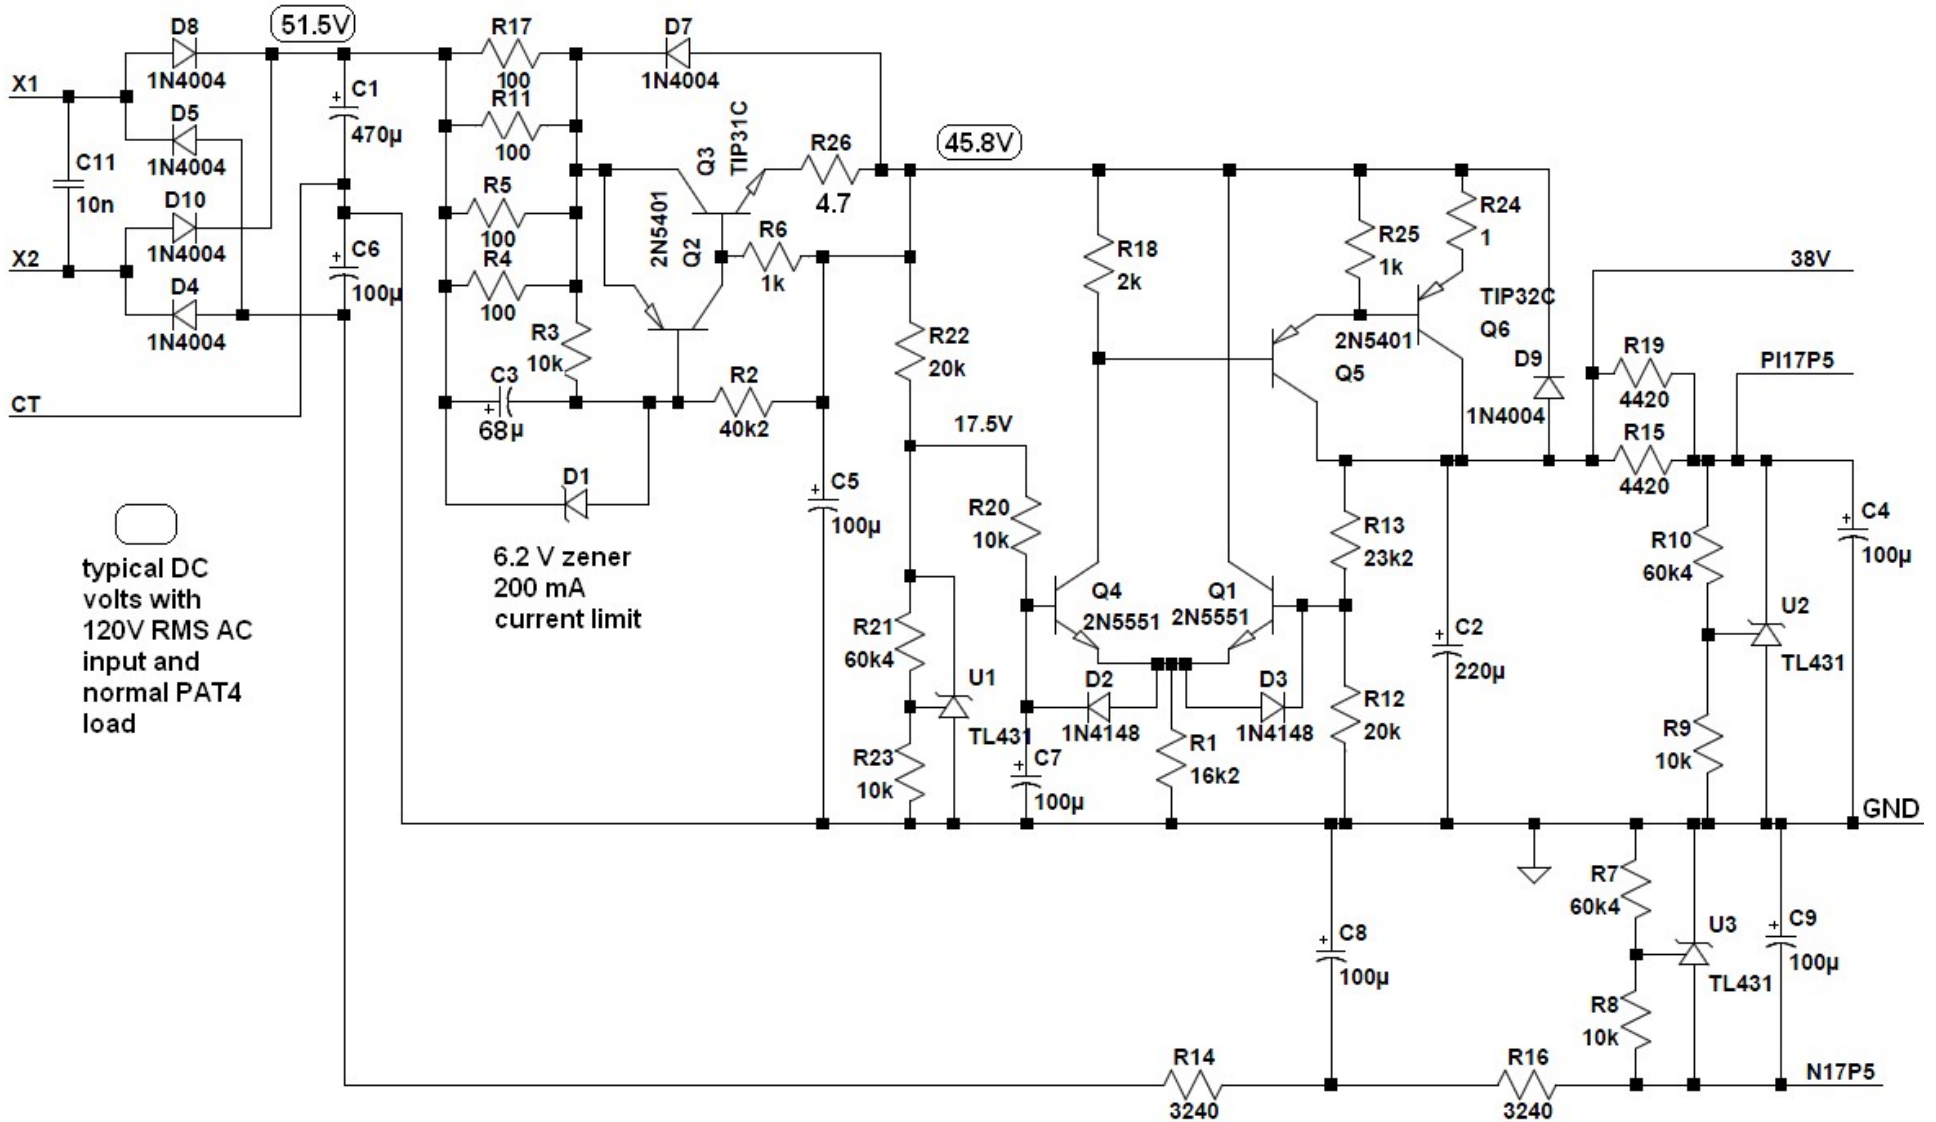 D8
51.5V
R17
D7
X1
1N4004
100
1N4004
R11
+
C1
470µ
D5
100
Q3
TIP31C
45.8V
R26
1N4004
C11
10n
D10
R5
100
2N5401
Q2
4.7
R24
1
R6
R25
1k
R18
2k
1N4004
X2
+
C6
100µ
R4
100
1k
38V
D4
1N4004
TIP32C
Q6
R3
10k
R22
20k
2N5401
Q5
R19
4420
D9
PI17P5
C3
+
68µ
R2
40k2
CT
1N4004
17.5V
R15
4420
D1
+
C5
100µ
R20
10k
R13
23k2
+
C4
100µ
R10
60k4
6.2 V zener
200 mA
current limit
typical DC
volts with
120V RMS AC
input and
normal PAT4
load
Q4
2N5551
Q1
2N5551
U2
TL431
+
C2
220µ
R21
60k4
U1
TL431
D2
1N4148
D3
1N4148
R12
20k
R9
10k
R23
10k
+
C7
100µ
R1
16k2
GND
R7
60k4
+
C8
100µ
U3
TL431
+
C9
100µ
R8
10k
R14
3240
R16
3240
N17P5